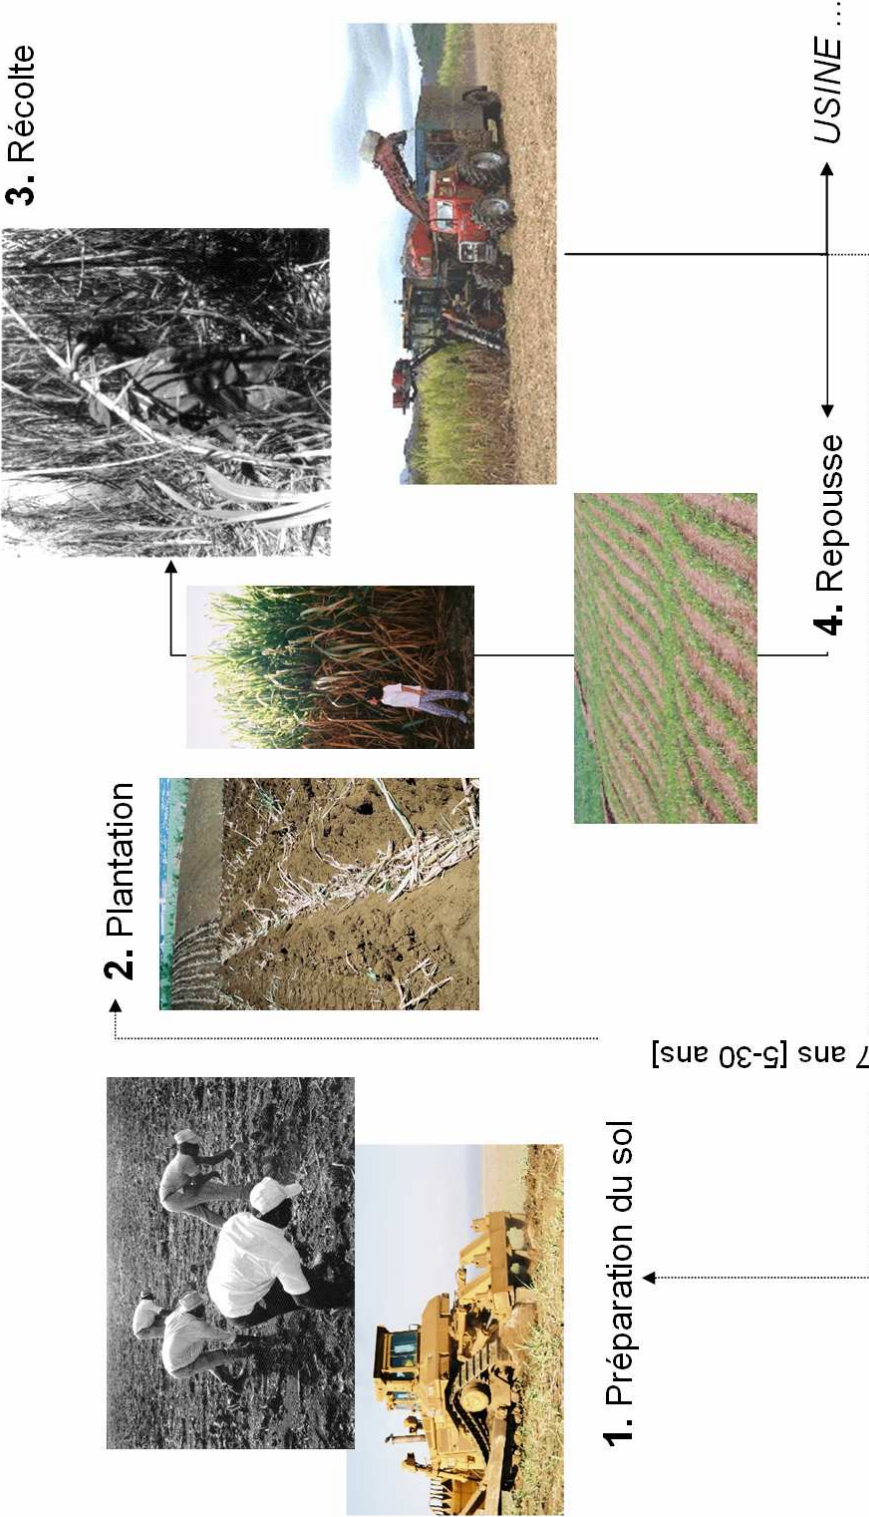 1. Préparation du sol
2. Plantation
3. Récolte
4. Repousse
USINE ...
7 ans [5-30 ans]